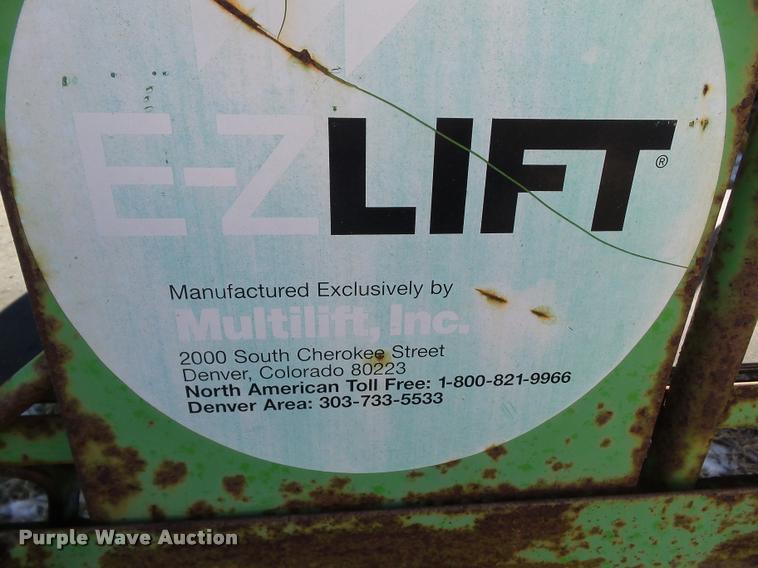 E-ZLIFT®
Manufactured Exclusively by
Multilift, Inc.
2000 South Cherokee Street
Denver, Colorado 80223
North American Toll Free: 1-800-821-9966
Denver Area: 303-733-5533
Purple Wave Auction